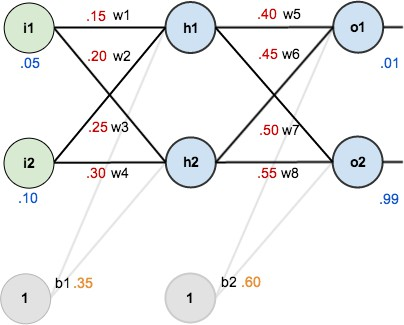 i1 .15 w1 h1 .40 w5 o1
.05 .20 w2 .45 w6 .01
.25 w3 .50 w7
i2 .30 w4 h2 .55 w8 o2
.10 .99
1 b1 .35 1 b2 .60